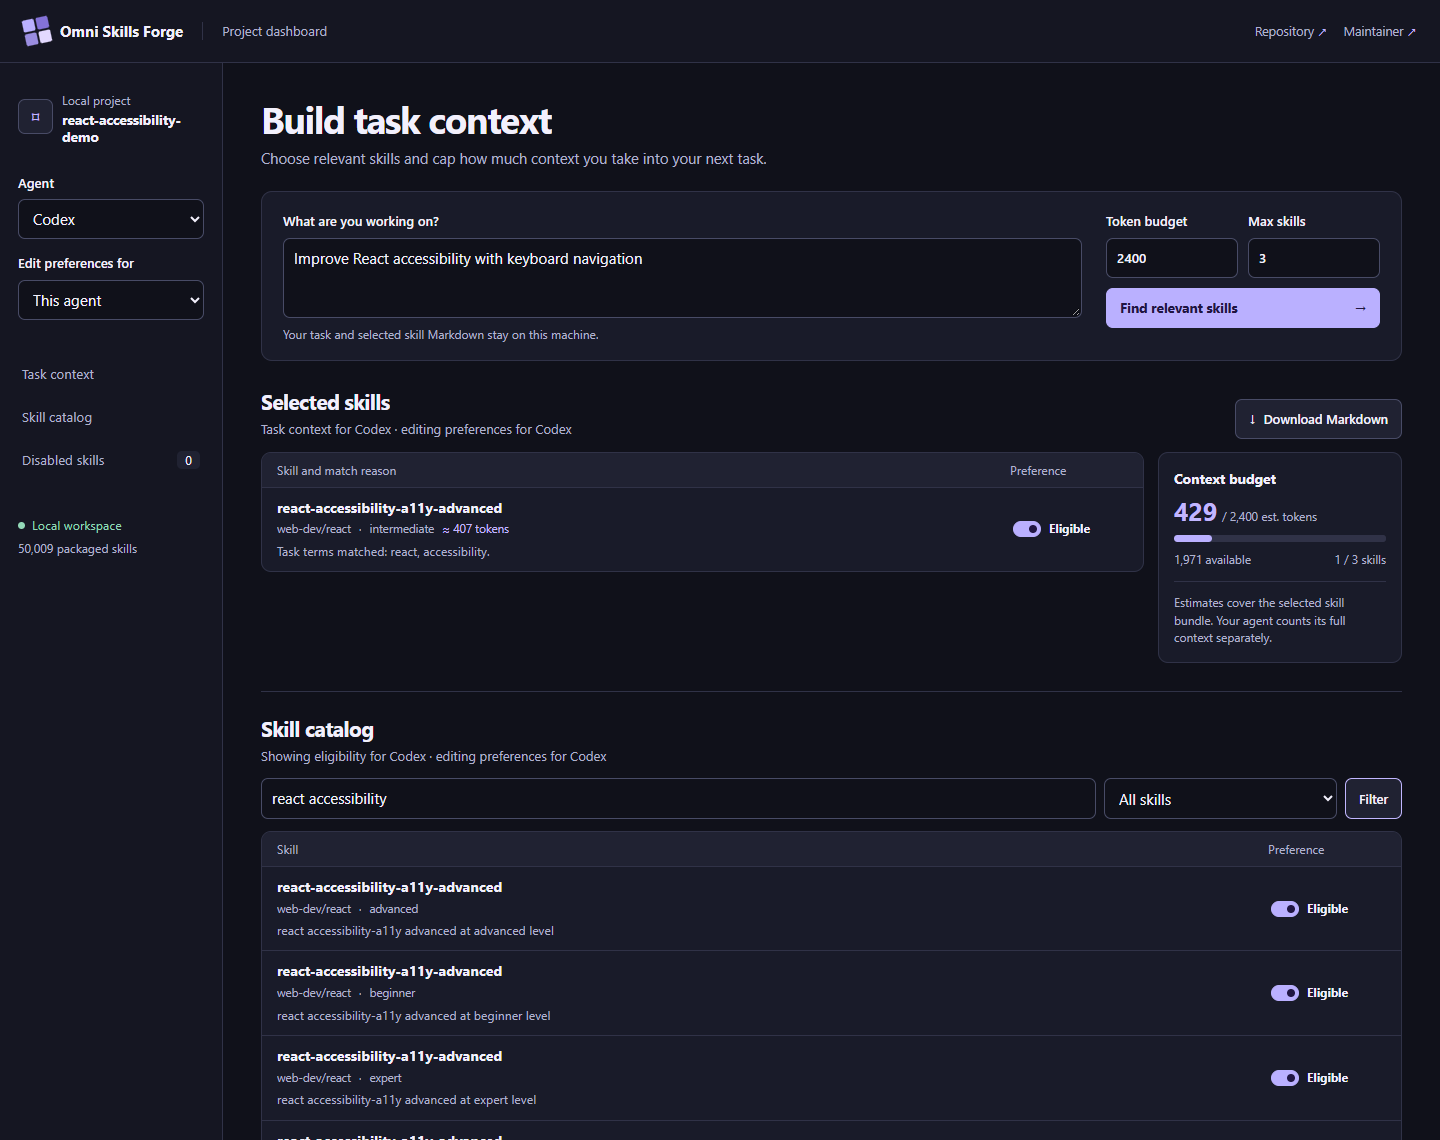 Omni Skills Forge
Project dashboard
Repository ↗
Maintainer ↗
Local project
react-accessibility-
demo
Agent
Codex
Edit preferences for
This agent
Task context
Skill catalog
Disabled skills 0
Local workspace
50,009 packaged skills
Build task context
Choose relevant skills and cap how much context you take into your next task.
What are you working on?
Improve React accessibility with keyboard navigation
Your task and selected skill Markdown stay on this machine.
Token budget
Max skills
2400
3
Find relevant skills →
Selected skills
Task context for Codex · editing preferences for Codex
↓ Download Markdown
Skill and match reason
Preference
react-accessibility-a11y-advanced
web-dev/react · intermediate ≈ 407 tokens
Task terms matched: react, accessibility.
Eligible
Context budget
429 / 2,400 est. tokens
1,971 available
1 / 3 skills
Estimates cover the selected skill
bundle. Your agent counts its full
context separately.
Skill catalog
Showing eligibility for Codex · editing preferences for Codex
react accessibility
All skills
Filter
Skill
Preference
react-accessibility-a11y-advanced
web-dev/react · advanced
react accessibility-a11y advanced at advanced level
Eligible
react-accessibility-a11y-advanced
web-dev/react · beginner
react accessibility-a11y advanced at beginner level
Eligible
react-accessibility-a11y-advanced
web-dev/react · expert
react accessibility-a11y advanced at expert level
Eligible
react-accessibility-a11y-advanced